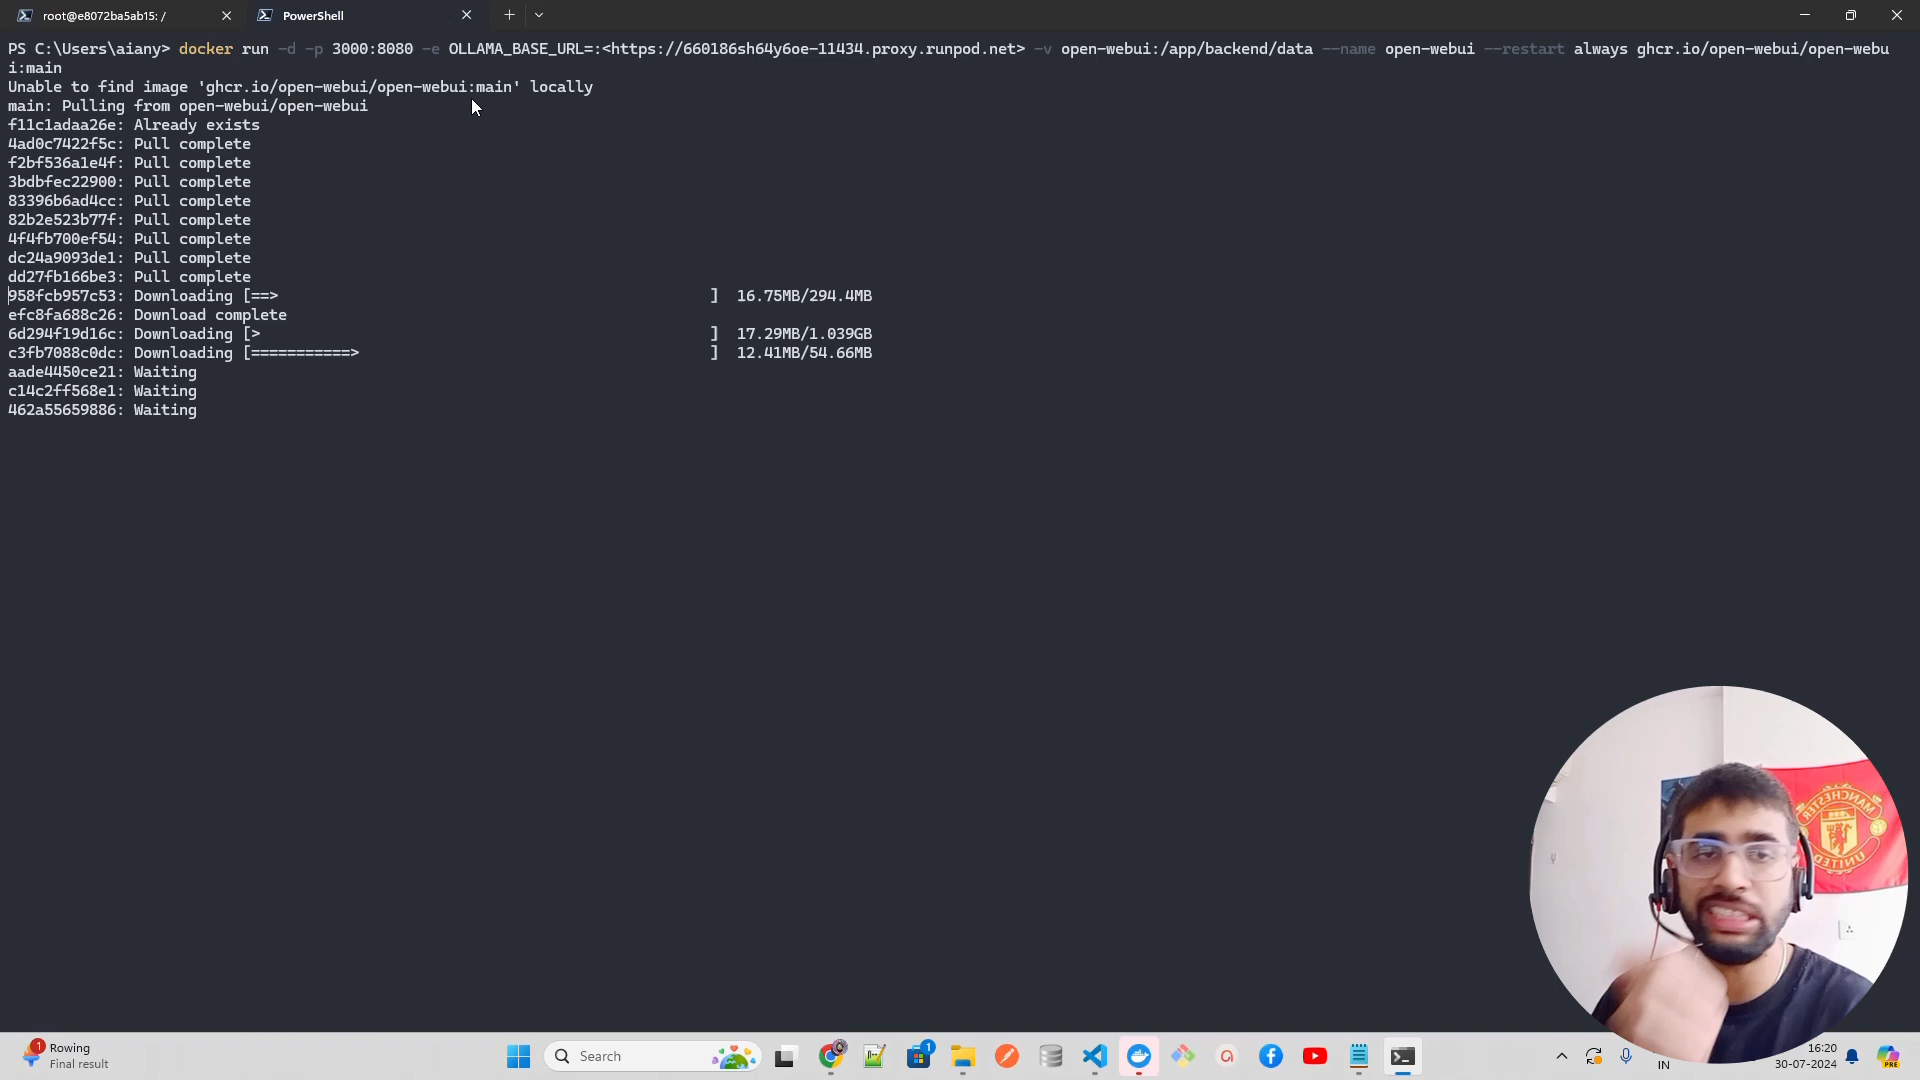 root@e8072ba5ab15: /
PowerShell
PS C:\Users\aiany> docker run -d -p 3000:8080 -e OLLAMA_BASE_URL=:<https://660186sh64y6oe-11434.proxy.runpod.net> -v open-webui:/app/backend/data --name open-webui --restart always ghcr.io/open-webui/open-webu
i:main
Unable to find image 'ghcr.io/open-webui/open-webui:main' locally
main: Pulling from open-webui/open-webui
f11c1adaa26e: Already exists
4ad0c7422f5c: Pull complete
f2bf536a1e4f: Pull complete
3bdbfec22900: Pull complete
83396b6ad4cc: Pull complete
82b2e523b77f: Pull complete
4f4fb700ef54: Pull complete
dc24a9093de1: Pull complete
dd27fb166be3: Pull complete
958fcb957c53: Downloading [==>                                                ]  16.75MB/294.4MB
efc8fa688c26: Download complete
6d294f19d16c: Downloading [>                                                  ]  17.29MB/1.039GB
c3fb7088c0dc: Downloading [===========>                                       ]  12.41MB/54.66MB
aade4450ce21: Waiting
c14c2ff568e1: Waiting
462a55659886: Waiting
MANCHESTER
UNITED
1
Rowing
Final result
Search
1
IN
16:20
30-07-2024
PRE